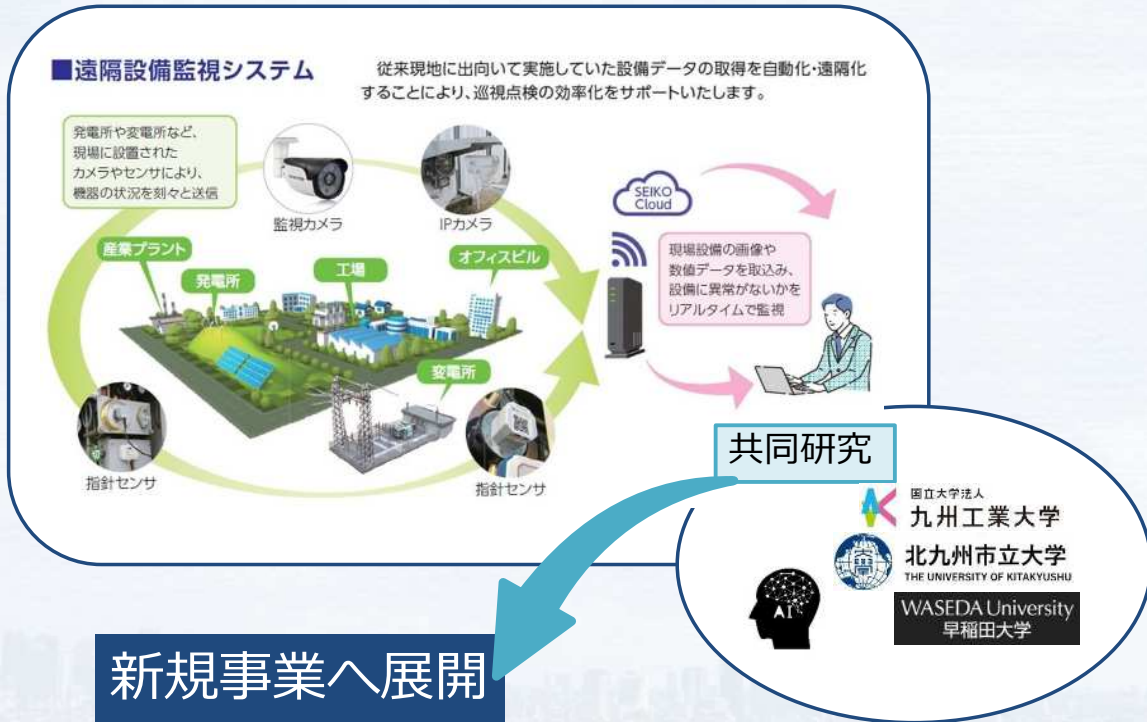 ■遠隔設備監視システム
従来現地に出向いて実施していた設備データの取得を自動化・遠隔化
することにより、巡視点検の効率化をサポートいたします。
発電所や変電所など、
現場に設置された
カメラやセンサにより、
機器の状況を刻々と送信
監視カメラ
IPカメラ
SEIKO
Cloud
現場設備の画像や
数値データを取込み、
設備に異常がないかを
リアルタイムで監視
産業プラント
発電所
工場
オフィスビル
変電所
指針センサ
指針センサ
共同研究
国立大学法人
九州工業大学
北九州市立大学
THE UNIVERSITY OF KITAKYUSHU
AI
WASEDA University
早稲田大学
新規事業へ展開